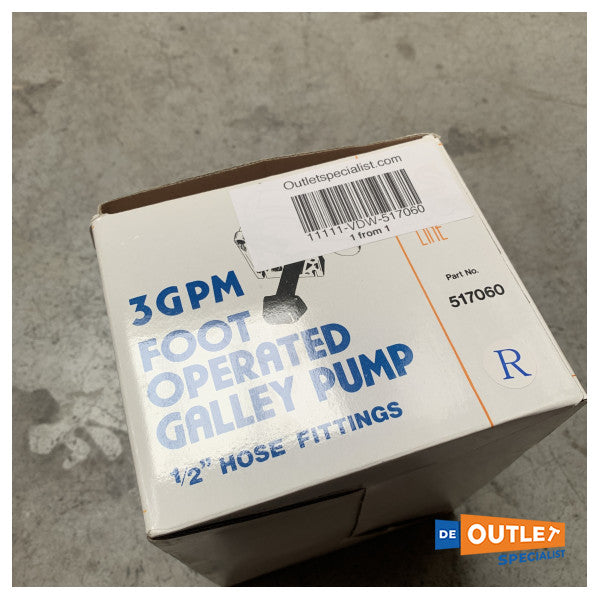 Outletspecialist.com
11111-VDW-517060
1 from 1
LINE
Part No.
517060
R
3GPM
FOOT
OPERATED
GALLEY PUMP
1/2" HOSE FITTINGS
DE OUTLET
SPECIALIST